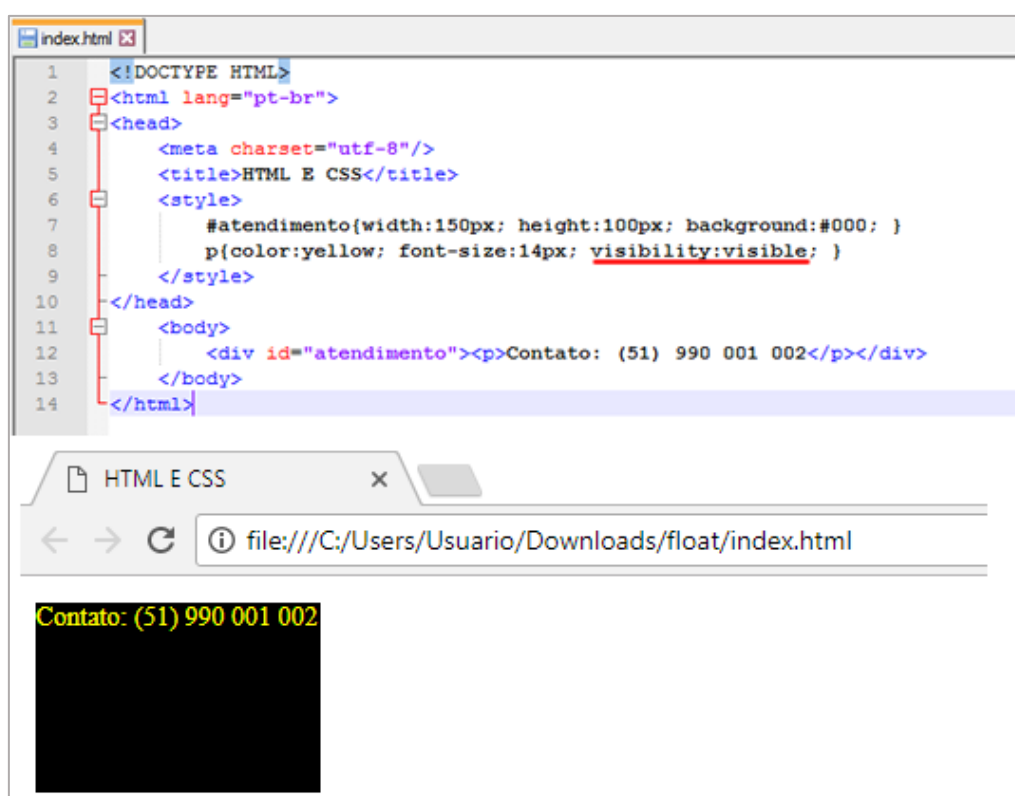 index.html
1 <!DOCTYPE HTML>
2 <html lang="pt-br">
3 <head>
4 <meta charset="utf-8"/>
5 <title>HTML E CSS</title>
6 <style>
7 #atendimento{width:150px; height:100px; background:#000; }
8 p{color:yellow; font-size:14px; visibility:visible; }
9 </style>
10 </head>
11 <body>
12 <div id="atendimento"><p>Contato: (51) 990 001 002</p></div>
13 </body>
14 </html>
HTML E CSS
file:///C:/Users/Usuario/Downloads/float/index.html
Contato: (51) 990 001 002